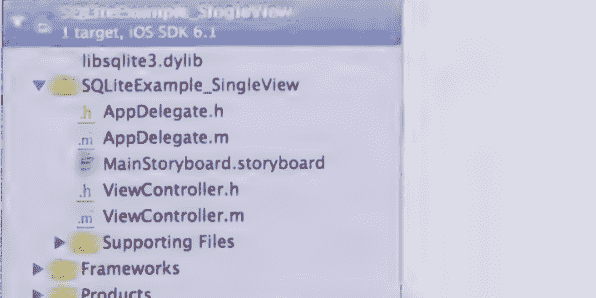 SQLiteExample_SingleView
1 target, iOS SDK 6.1
libsqlite3.dylib
SQLiteExample_SingleView
.h AppDelegate.h
.m AppDelegate.m
MainStoryboard.storyboard
.h ViewController.h
.m ViewController.m
Supporting Files
Frameworks
Products